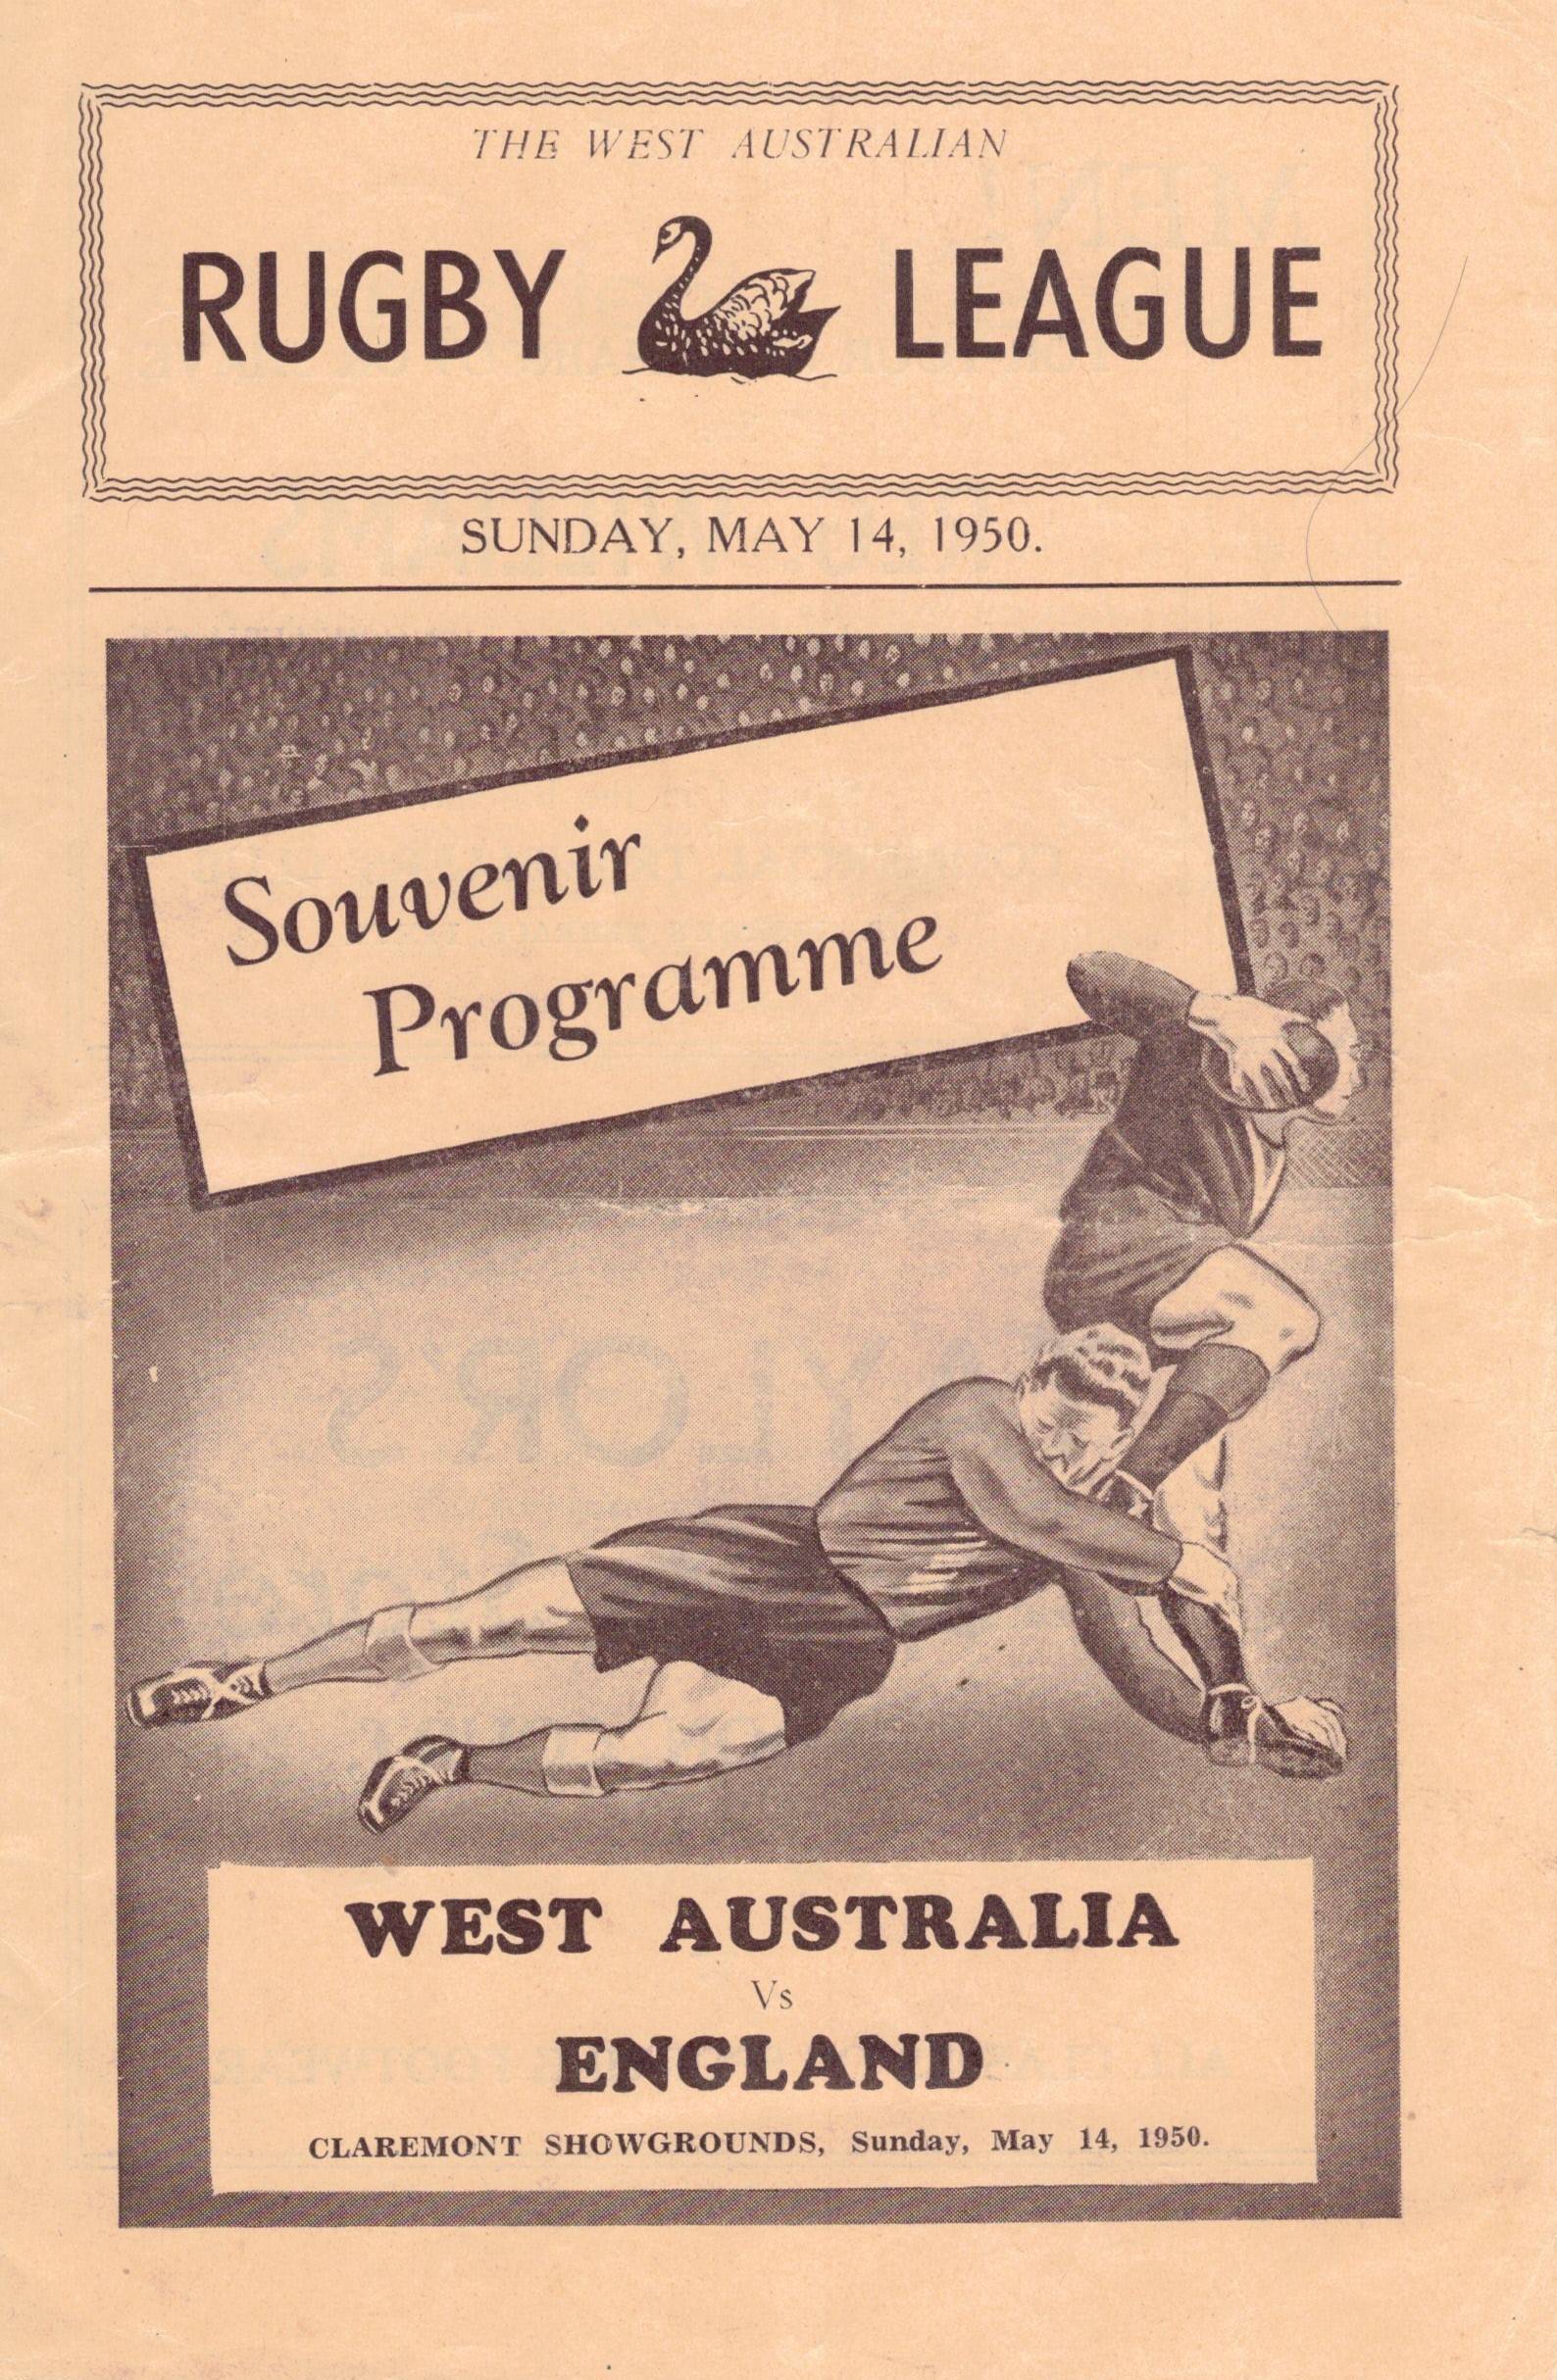 THE WEST AUSTRALIAN
RUGBY LEAGUE
SUNDAY, MAY 14, 1950.
Souvenir
Programme
WEST AUSTRALIA
Vs
ENGLAND
CLAREMONT SHOWGROUNDS, Sunday, May 14, 1950.